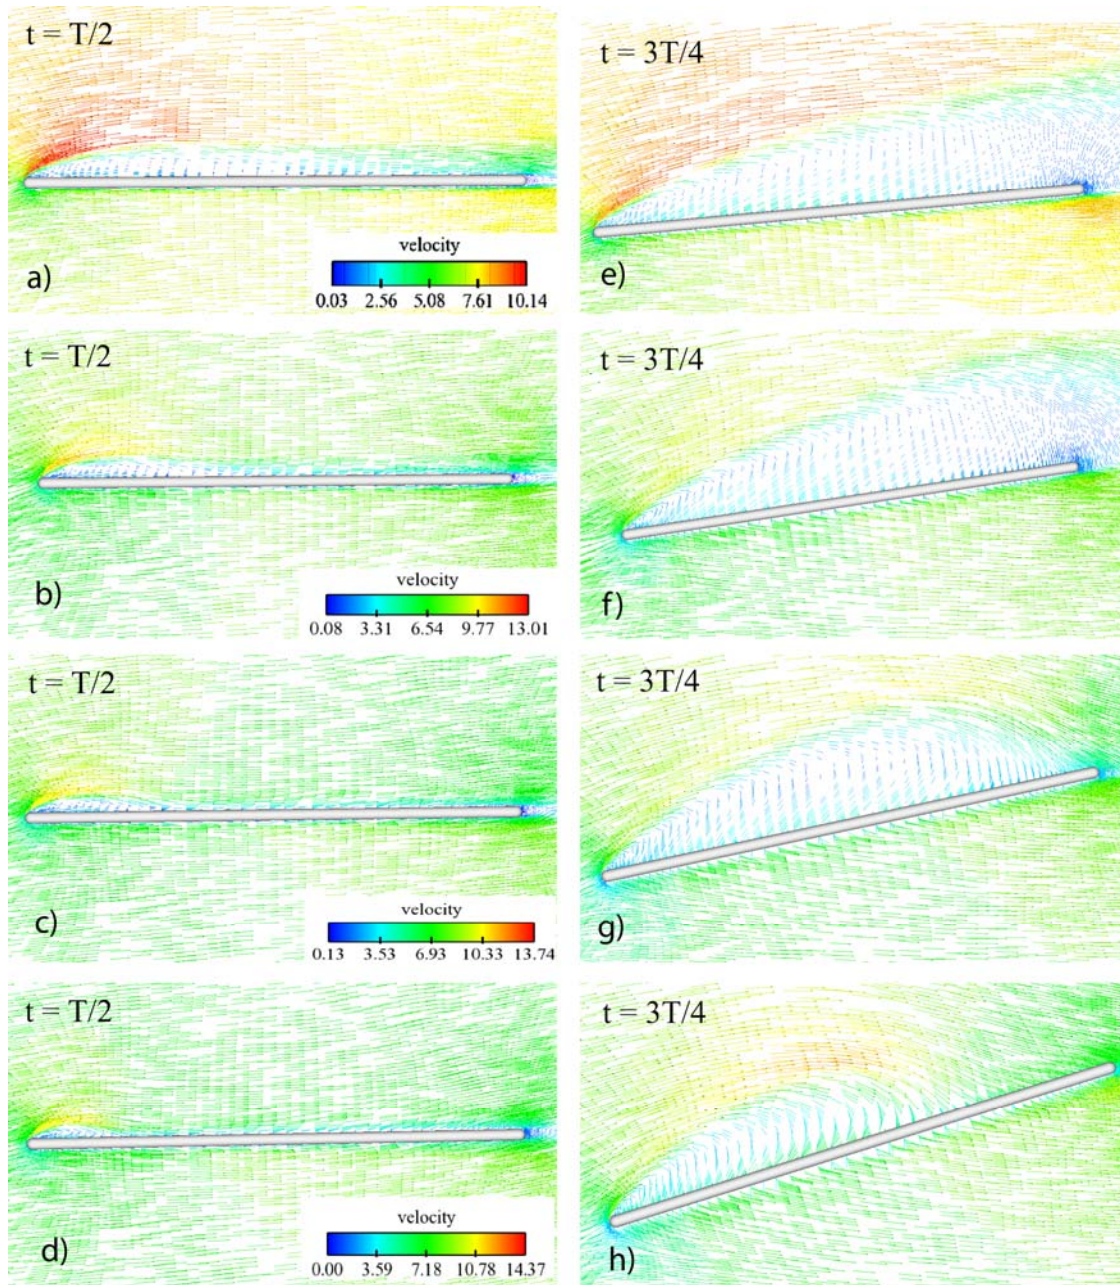 t = T/2
velocity
0.03 2.56 5.08 7.61 10.14
a)
t = 3T/4
e)
t = T/2
velocity
0.08 3.31 6.54 9.77 13.01
b)
t = 3T/4
f)
t = T/2
velocity
0.13 3.53 6.93 10.33 13.74
c)
t = 3T/4
g)
t = T/2
velocity
0.00 3.59 7.18 10.78 14.37
d)
t = 3T/4
h)